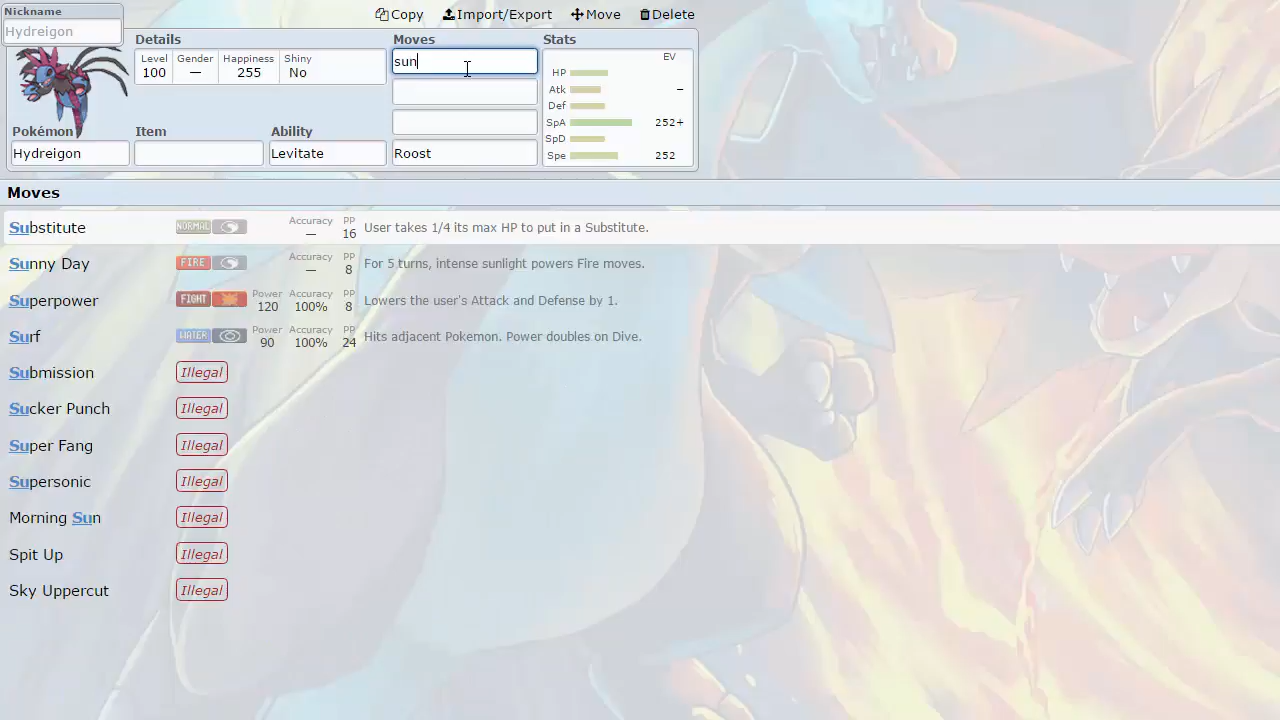 Nickname
Hydreigon
Copy Import/Export Move Delete
Details Moves Stats
Level Gender Happiness Shiny
100 — 255 No
sun
EV
HP
Atk –
Def
SpA 252+
SpD
Spe 252
Pokémon Item Ability
Hydreigon Levitate Roost
Moves
Substitute NORMAL Accuracy — PP 16 User takes 1/4 its max HP to put in a Substitute.
Sunny Day FIRE Accuracy — PP 8 For 5 turns, intense sunlight powers Fire moves.
Superpower FIGHT Power 120 Accuracy 100% PP 8 Lowers the user's Attack and Defense by 1.
Surf WATER Power 90 Accuracy 100% PP 24 Hits adjacent Pokemon. Power doubles on Dive.
Submission Illegal
Sucker Punch Illegal
Super Fang Illegal
Supersonic Illegal
Morning Sun Illegal
Spit Up Illegal
Sky Uppercut Illegal